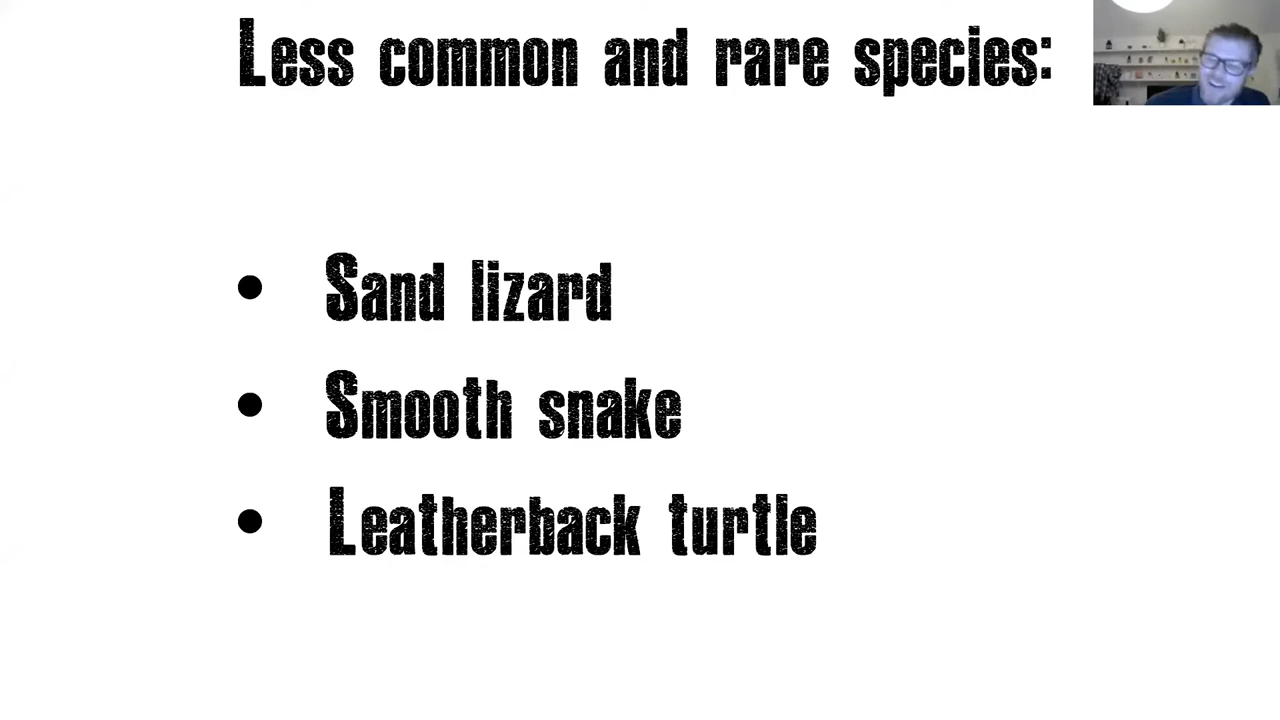 Less common and rare species:
• Sand lizard
• Smooth snake
• Leatherback turtle